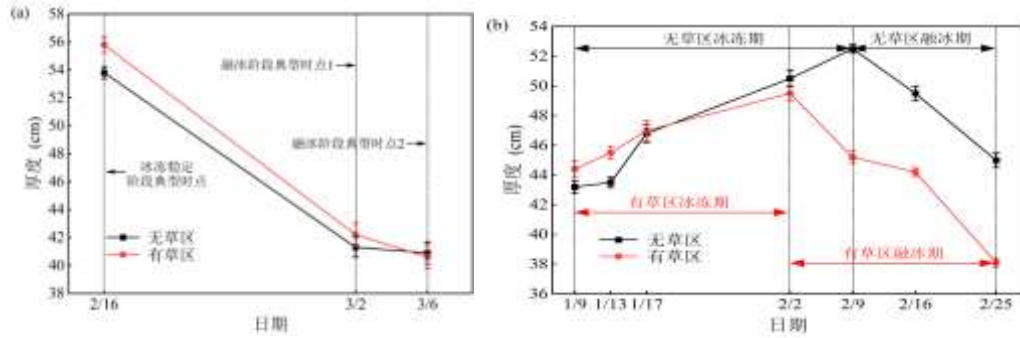 (a)
58
56
54
52
50
48
46
44
42
40
38
厚度 (cm)
融冰阶段典型时点1
融冰阶段典型时点2
冰冻稳定
阶段典型时点
无草区
有草区
2/16
3/2
3/6
日期
(b)
54
52
50
48
46
44
42
40
38
36
厚度 (cm)
无草区冰冻期
无草区融冰期
有草区冰冻期
无草区
有草区
有草区融冰期
1/9
1/13
1/17
2/2
2/9
2/16
2/25
日期